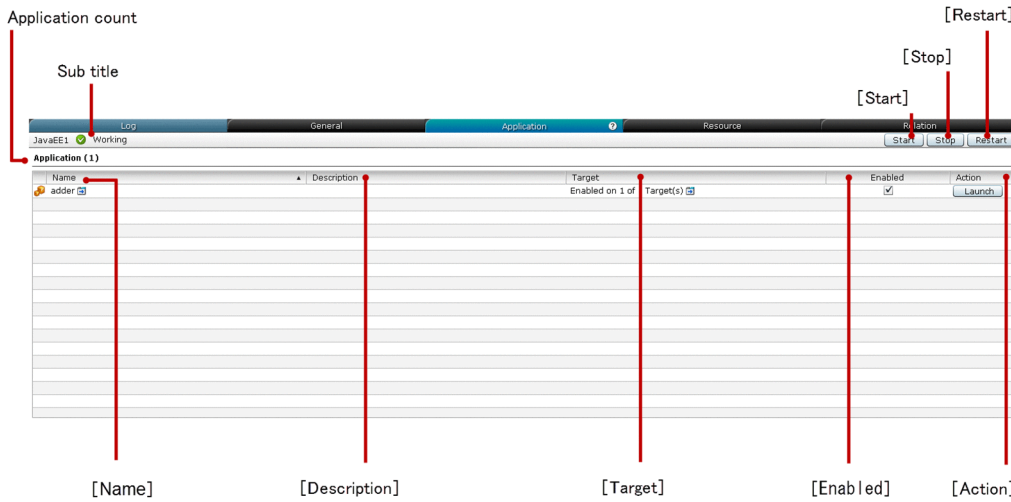 Application count
[Restart]
[Stop]
Sub title
[Start]
Log General Application ? Resource Relation
JavaEE1 Working Start Stop Restart
Application (1)
Name Description Target Enabled Action
adder Enabled on 1 of Target(s) Launch
[Name] [Description] [Target] [Enabled] [Action]